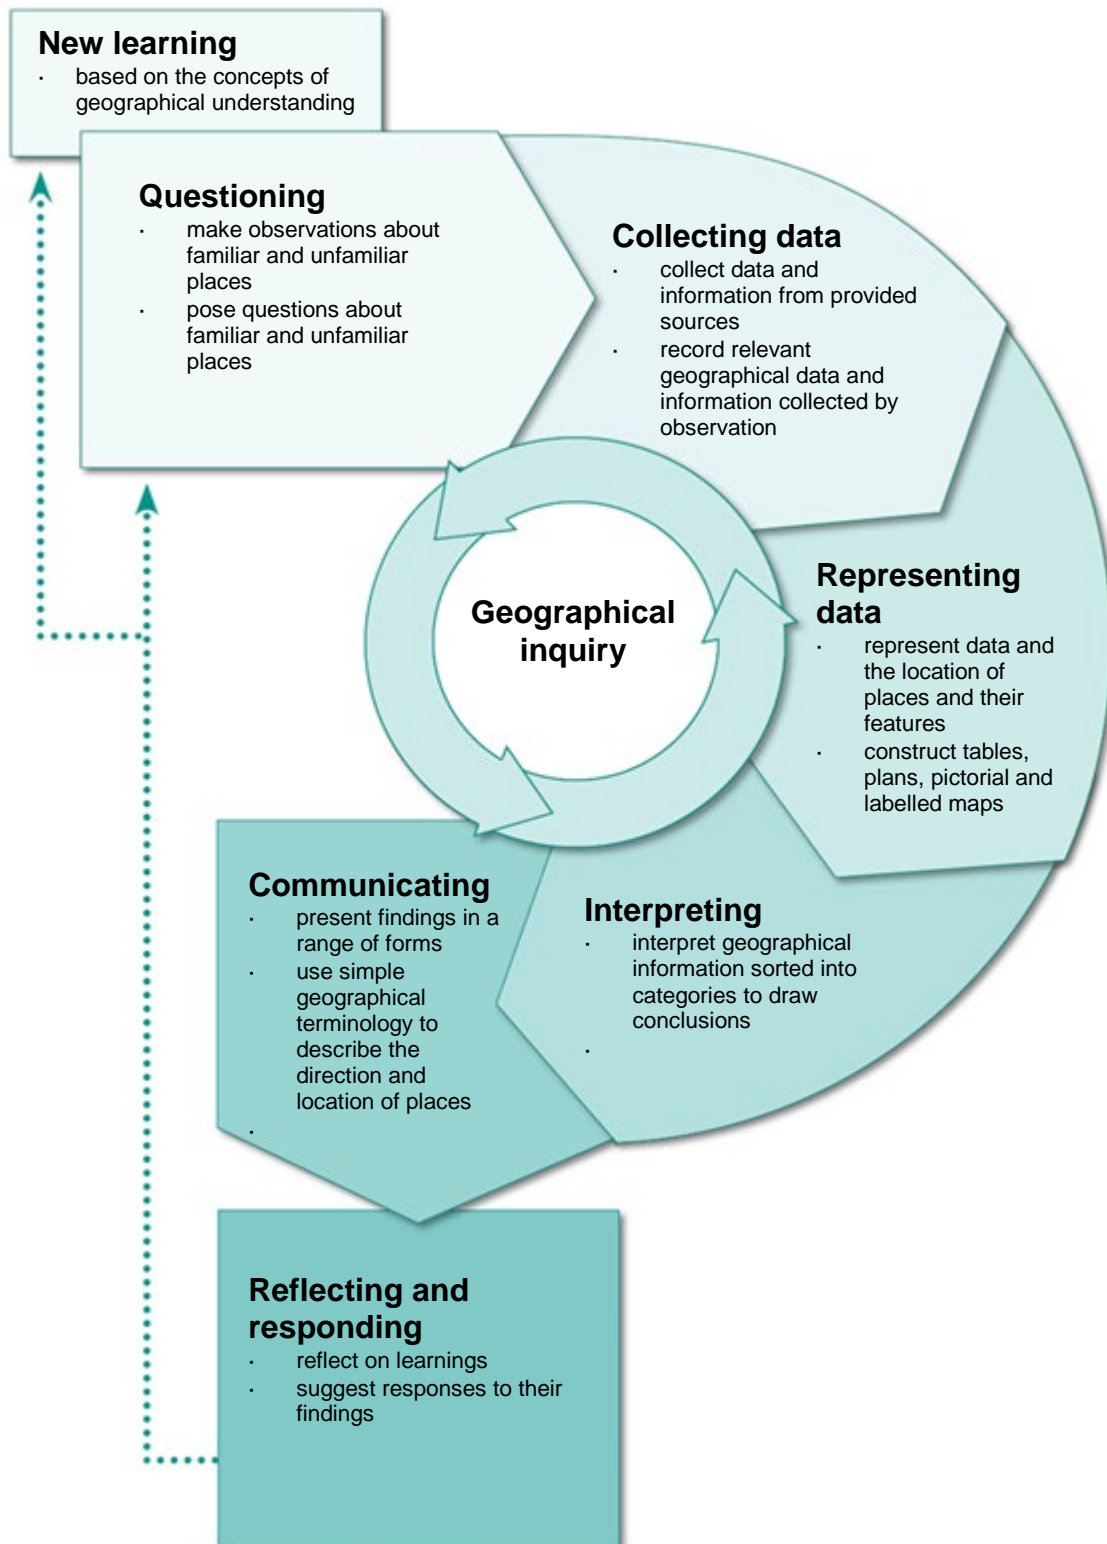 New learning
· based on the concepts of
geographical understanding
Questioning
· make observations about
familiar and unfamiliar
places
· pose questions about
familiar and unfamiliar
places
Collecting data
· collect data and
information from provided
sources
· record relevant
geographical data and
information collected by
observation
Representing
data
· represent data and
the location of
places and their
features
· construct tables,
plans, pictorial and
labelled maps
Geographical
inquiry
Interpreting
· interpret geographical
information sorted into
categories to draw
conclusions
·
Communicating
· present findings in a
range of forms
· use simple
geographical
terminology to
describe the
direction and
location of places
·
Reflecting and
responding
· reflect on learnings
· suggest responses to their
findings